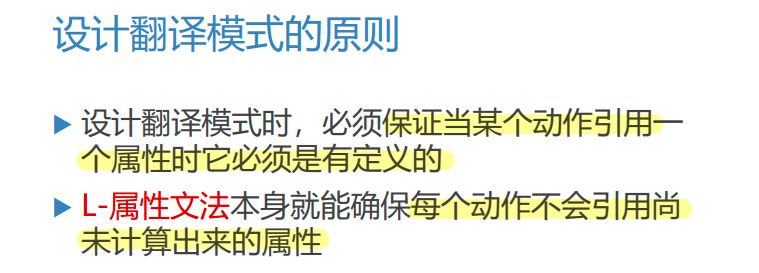 设计翻译模式的原则
设计翻译模式时，必须保证当某个动作引用一
个属性时它必须是有定义的
L-属性文法本身就能确保每个动作不会引用尚
未计算出来的属性